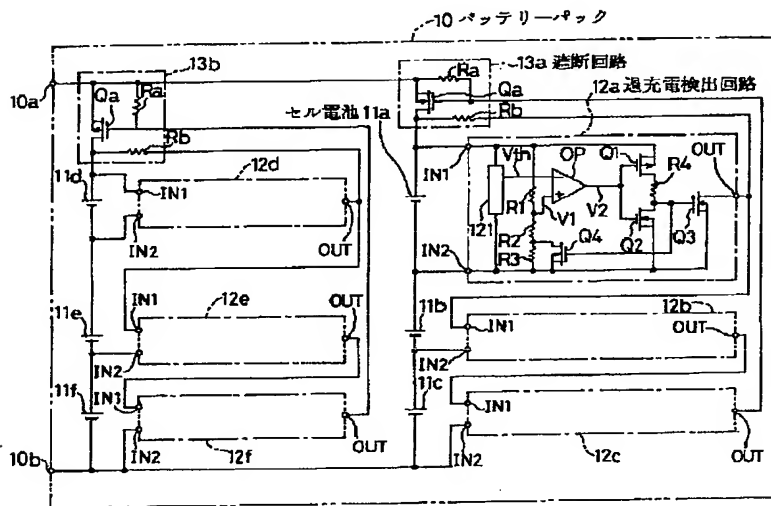 10 バッテリーパック
13b
13a 遮断回路
Ra
Qa
12a 過充電検出回路
10a
Qa
Ra
Rb
セル電池 11a
Rb
IN1
Vth
OP
Q1
OUT
R4
11d
12d
IN1
R1
V1
V2
121
R2
Q4
Q2
Q3
IN2
OUT
IN2
R3
11e
IN1
12e
11b
12b
IN1
OUT
IN2
OUT
IN2
11f
IN1
11c
IN1
10b
IN2
12f
OUT
IN2
12c
OUT